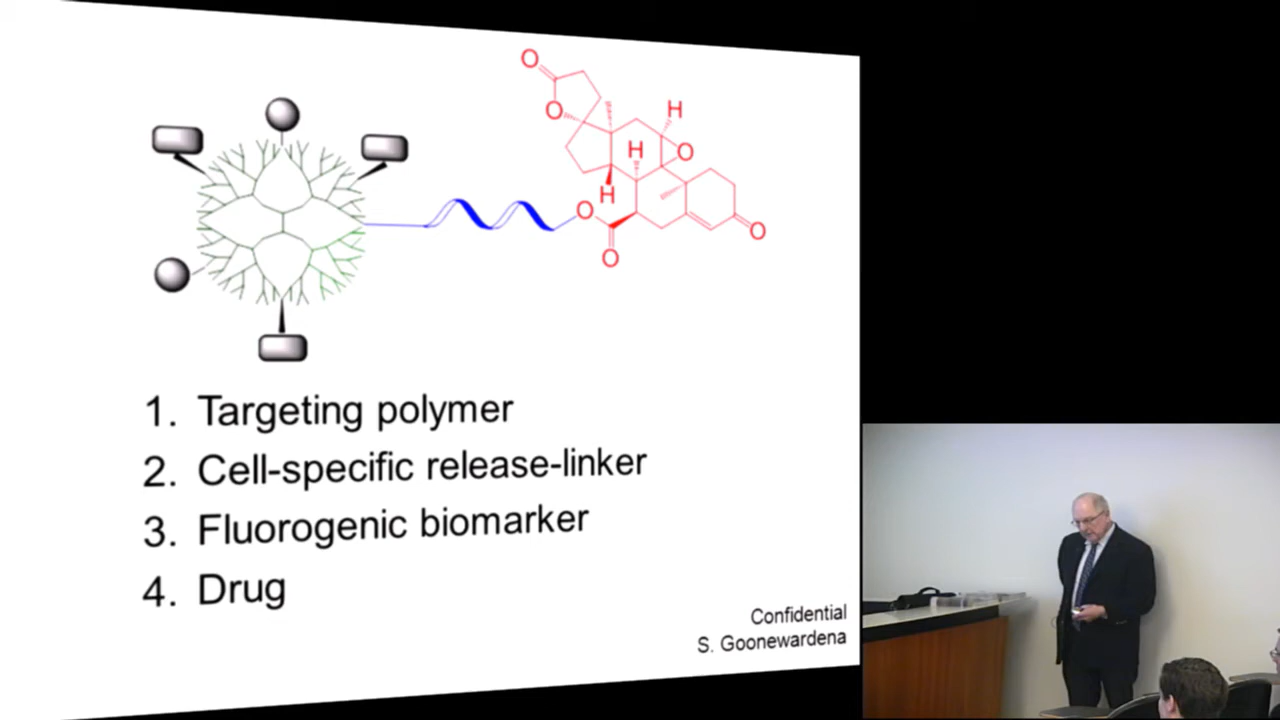 O
O
H
H
O
H
O
O
O
1. Targeting polymer
2. Cell-specific release-linker
3. Fluorogenic biomarker
4. Drug
Confidential
S. Goonewardena